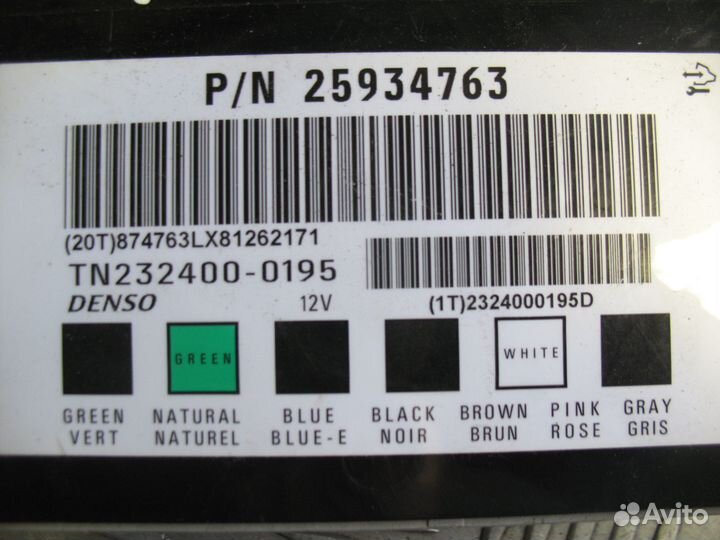 P/N 25934763
(20T)874763LX81262171
TN232400-0195
DENSO 12V
(1T)2324000195D
GREEN WHITE
GREEN NATURAL BLUE BLACK BROWN PINK GRAY
VERT NATUREL BLUE-E NOIR BRUN ROSE GRIS
Avito